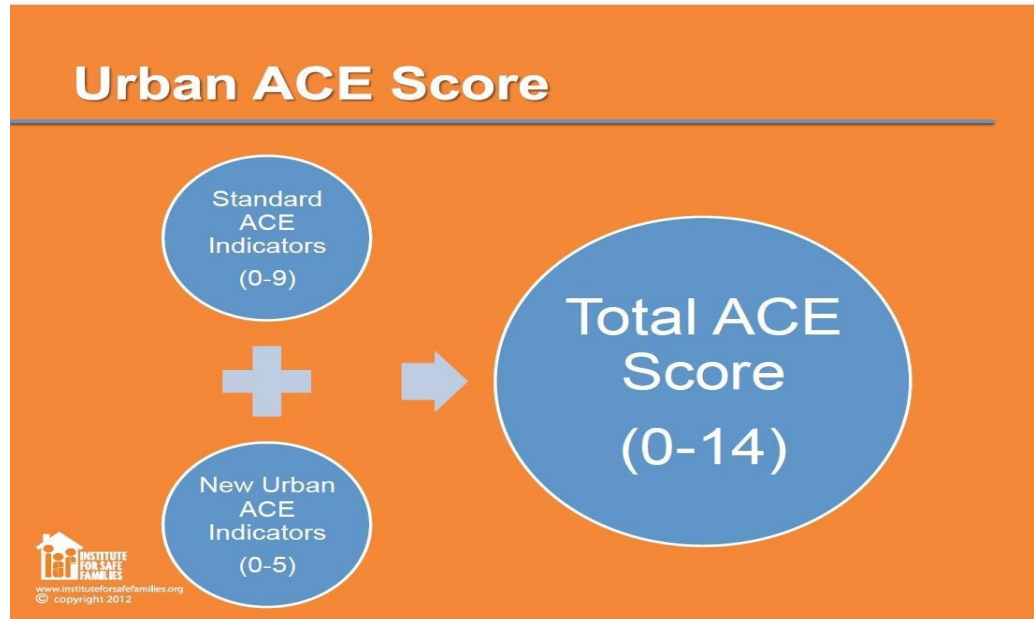 Urban ACE Score
Standard
ACE
Indicators
(0-9)
New Urban
ACE
Indicators
(0-5)
Total ACE
Score
(0-14)
INSTITUTE
FOR SAFE
FAMILIES
www.instituteforsafefamilies.org
© copyright 2012